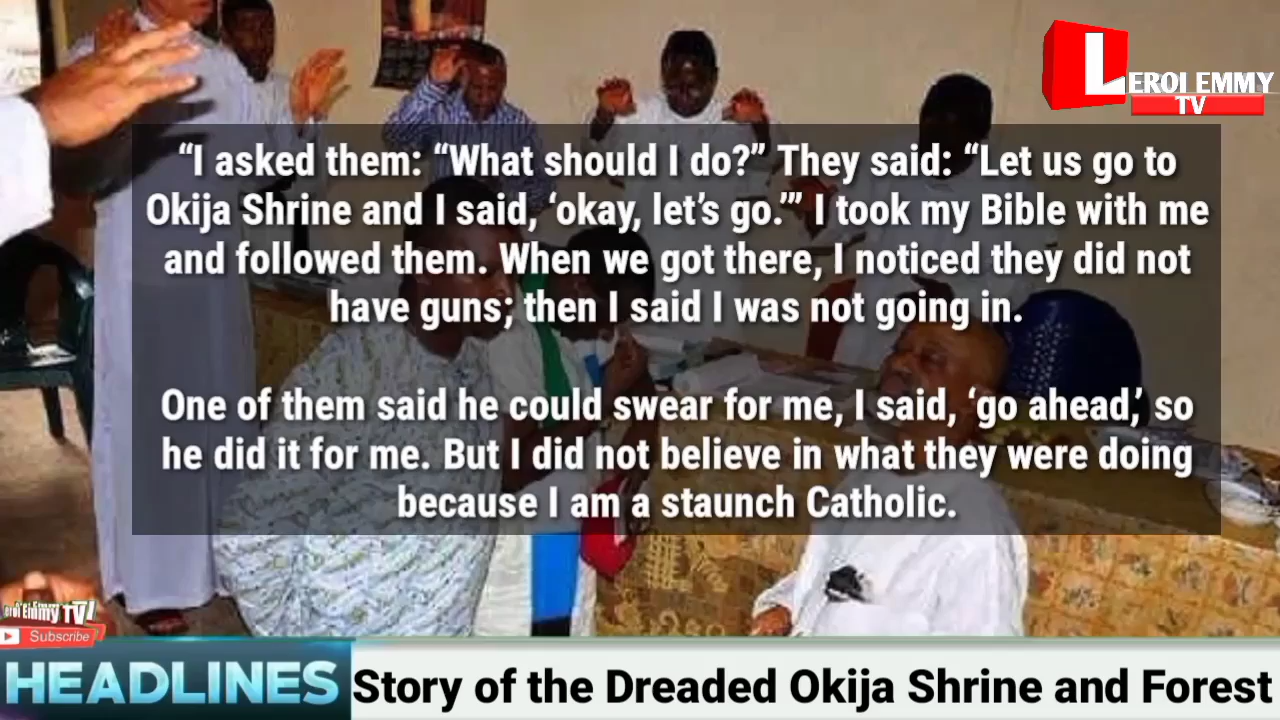 LEROI EMMY
TV
“I asked them: “What should I do?” They said: “Let us go to
Okija Shrine and I said, ‘okay, let’s go.’” I took my Bible with me
and followed them. When we got there, I noticed they did not
have guns; then I said I was not going in.
One of them said he could swear for me, I said, ‘go ahead,’ so
he did it for me. But I did not believe in what they were doing
because I am a staunch Catholic.
eroi Emmy TV
Subscribe
HEADLINES
Story of the Dreaded Okija Shrine and Forest